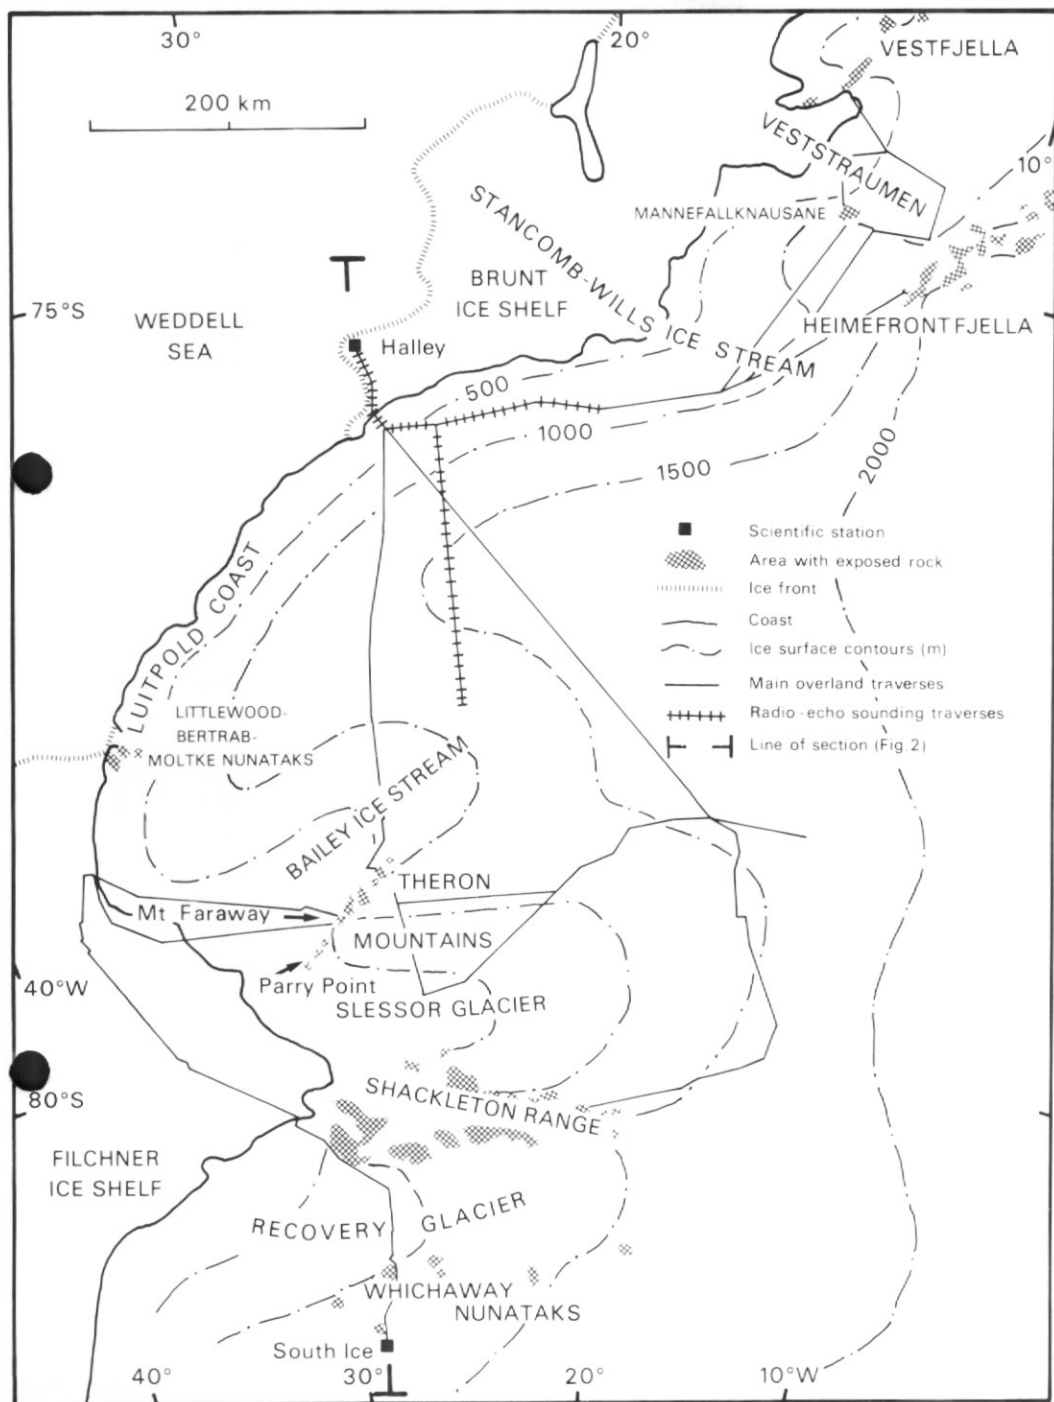 30°
20°
VESTFJELLA
200 km
VESTSTRAUMEN
10°
STANCOMB-WILLS ICE STREAM
MANNEFALLKNAUSANE
BRUNT
ICE SHELF
75°S
WEDDELL
SEA
HEIMEFRONTFJELLA
Halley
500
1000
1500
2000
Scientific station
Area with exposed rock
Ice front
Coast
Ice surface contours (m)
Main overland traverses
Radio-echo sounding traverses
Line of section (Fig. 2)
LUITPOLD COAST
LITTLEWOOD-
BERTRAB-
MOLTKE NUNATAKS
BAILEY ICE STREAM
THERON
MOUNTAINS
Mt Faraway
Parry Point
40°W
SLESSOR GLACIER
80°S
SHACKLETON RANGE
FILCHNER
ICE SHELF
RECOVERY GLACIER
WHICHAWAY
NUNATAKS
South Ice
40°
30°
20°
10°W